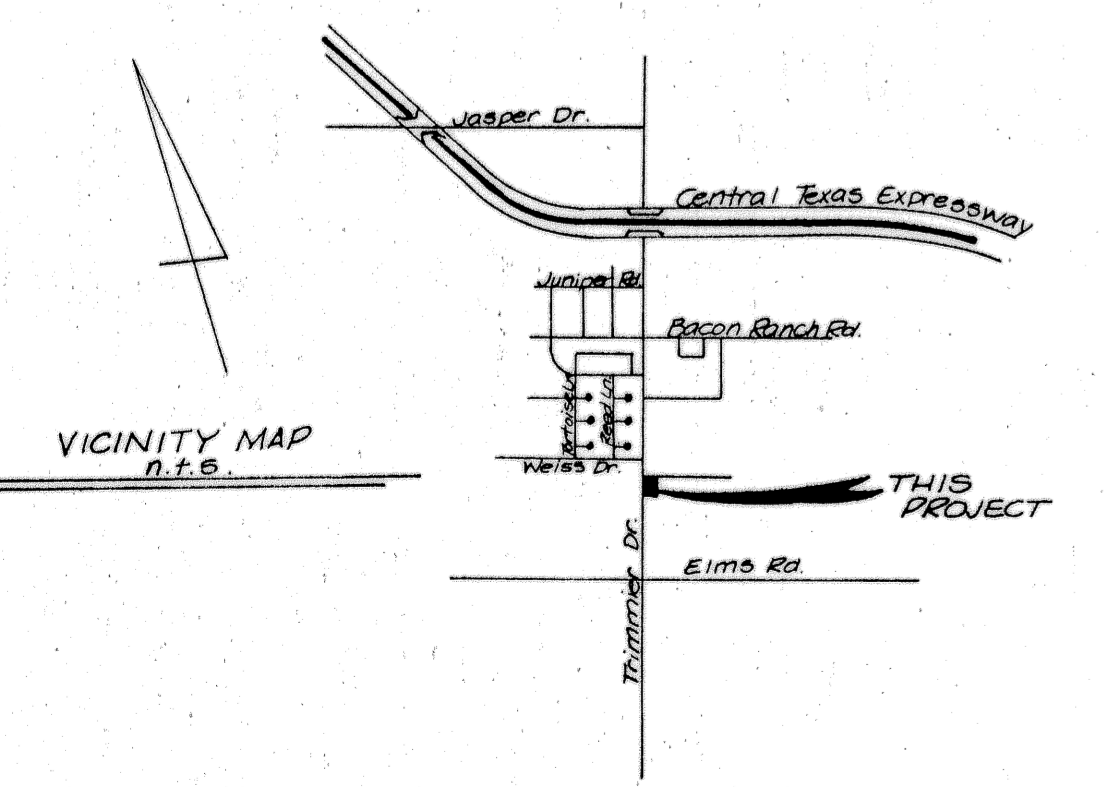 Jasper Dr.
Central Texas Expressway
Juniper Rd.
Bacon Ranch Rd.
Tortoise Ln.
Reed Ln.
VICINITY MAP
n.t.s.
Weiss Dr.
THIS
PROJECT
Trimmier Dr.
Elms Rd.